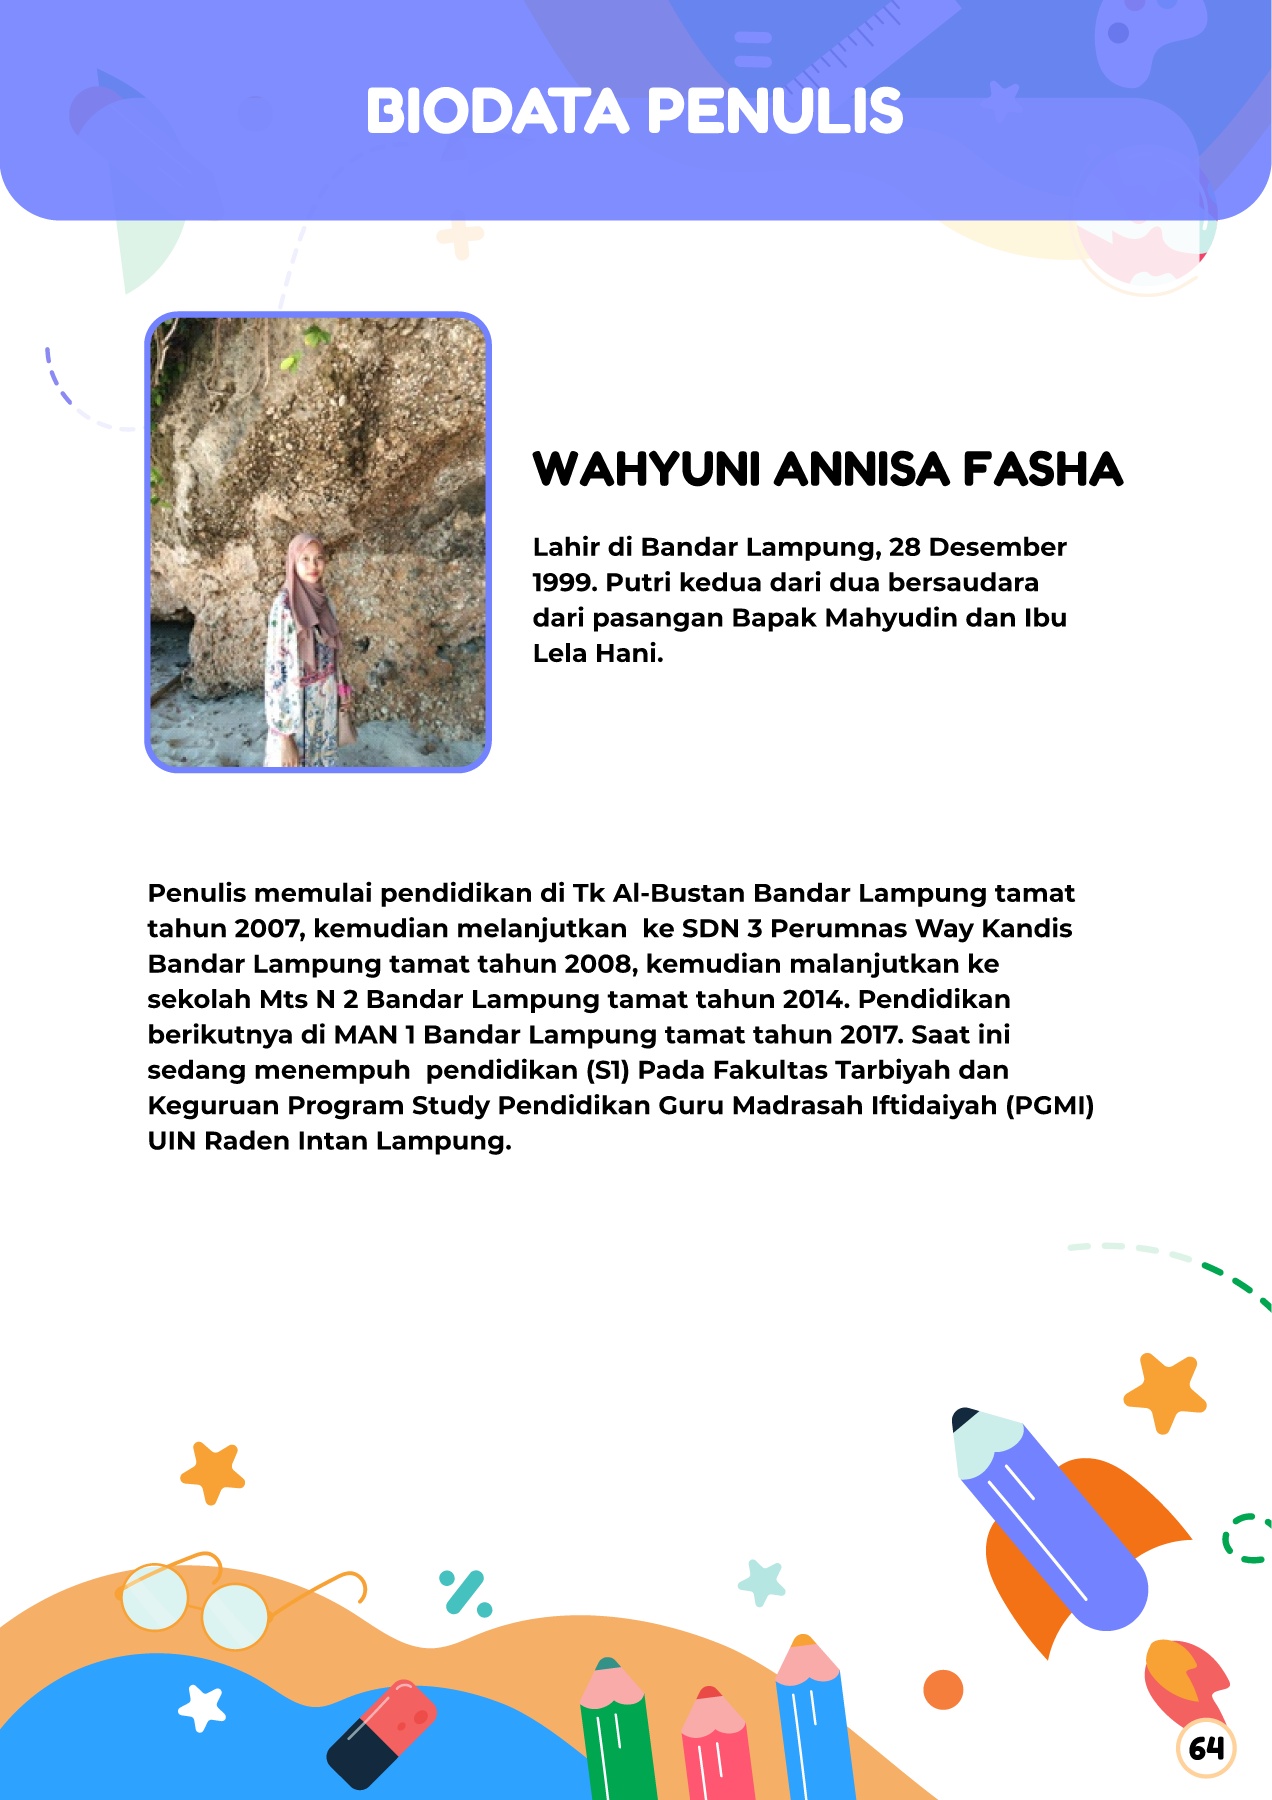 BIODATA PENULIS
WAHYUNI ANNISA FASHA
Lahir di Bandar Lampung, 28 Desember
1999. Putri kedua dari dua bersaudara
dari pasangan Bapak Mahyudin dan Ibu
Lela Hani.
Penulis memulai pendidikan di Tk Al-Bustan Bandar Lampung tamat
tahun 2007, kemudian melanjutkan  ke SDN 3 Perumnas Way Kandis
Bandar Lampung tamat tahun 2008, kemudian malanjutkan ke
sekolah Mts N 2 Bandar Lampung tamat tahun 2014. Pendidikan
berikutnya di MAN 1 Bandar Lampung tamat tahun 2017. Saat ini
sedang menempuh  pendidikan (S1) Pada Fakultas Tarbiyah dan
Keguruan Program Study Pendidikan Guru Madrasah Iftidaiyah (PGMI)
UIN Raden Intan Lampung.
64